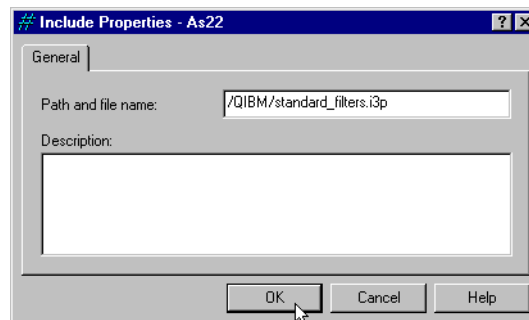 Include Properties - As22
General
Path and file name:
/QIBM/standard_filters.i3p
Description:
OK Cancel Help